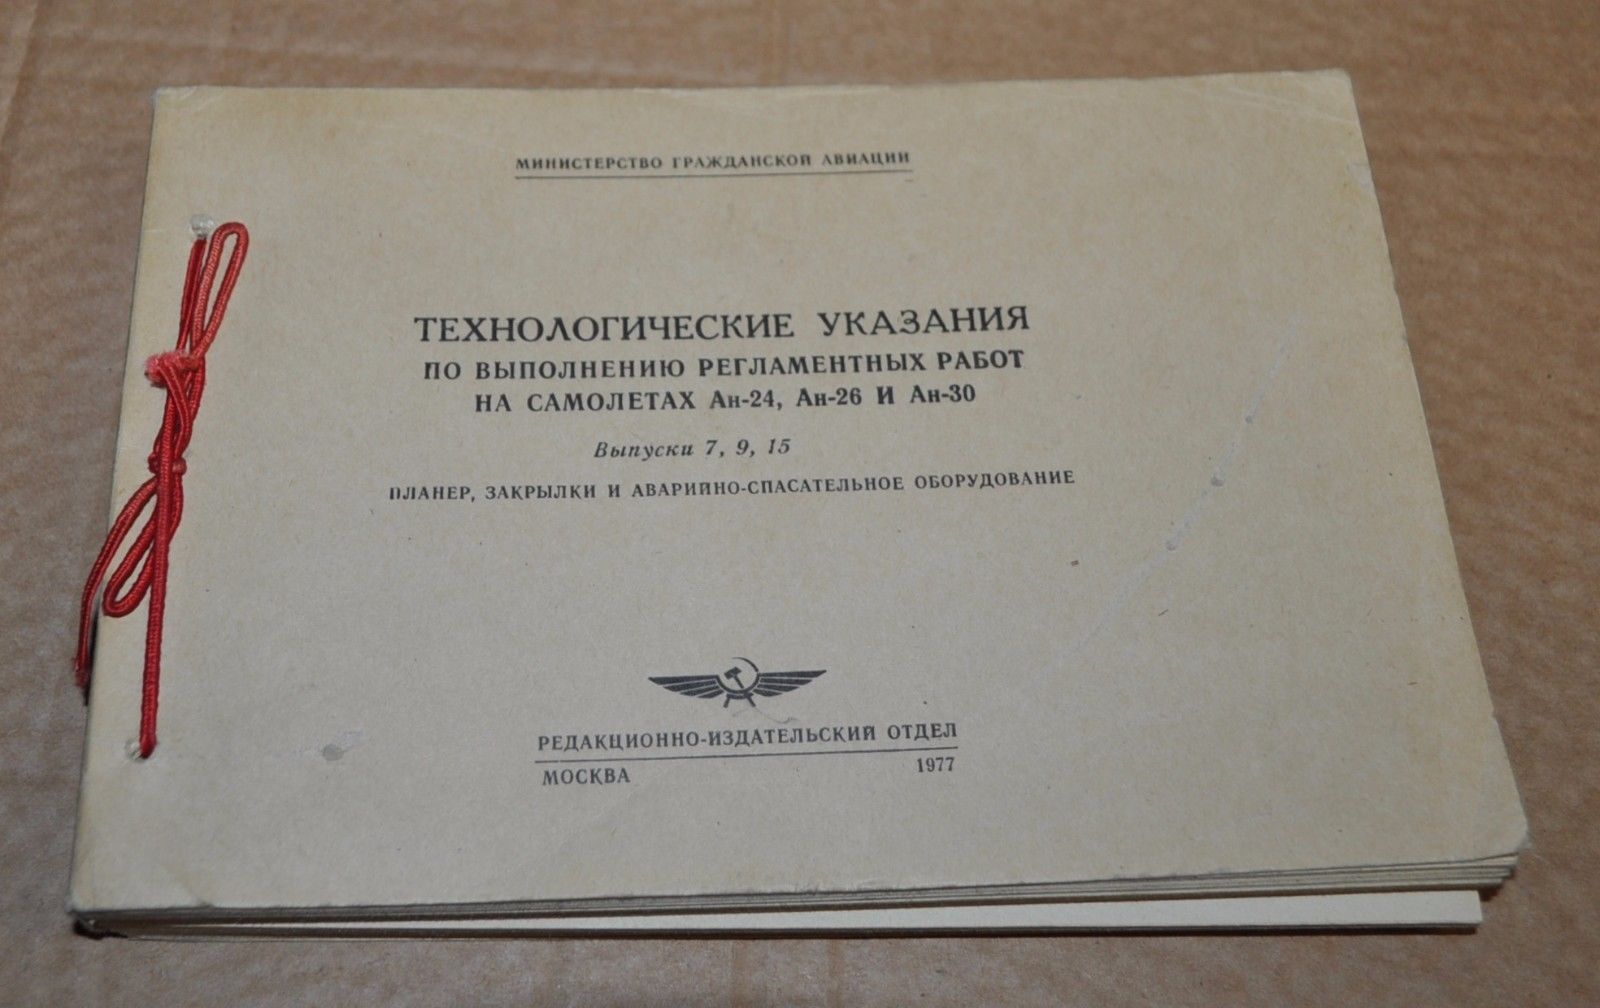 МИНИСТЕРСТВО ГРАЖДАНСКОЙ АВИАЦИИ
ТЕХНОЛОГИЧЕСКИЕ УКАЗАНИЯ
ПО ВЫПОЛНЕНИЮ РЕГЛАМЕНТНЫХ РАБОТ
НА САМОЛЕТАХ Ан-24, Ан-26 И Ан-30
Выпуски 7, 9, 15
ПЛАНЕР, ЗАКРЫЛКИ И АВАРИЙНО-СПАСАТЕЛЬНОЕ ОБОРУДОВАНИЕ
РЕДАКЦИОННО-ИЗДАТЕЛЬСКИЙ ОТДЕЛ
МОСКВА 1977